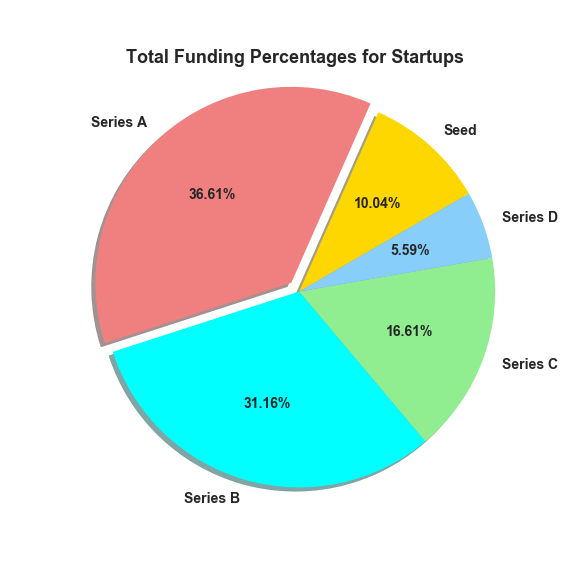 Total Funding Percentages for Startups
Series A
Seed
36.61%
10.04%
Series D
5.59%
16.61%
Series C
31.16%
Series B